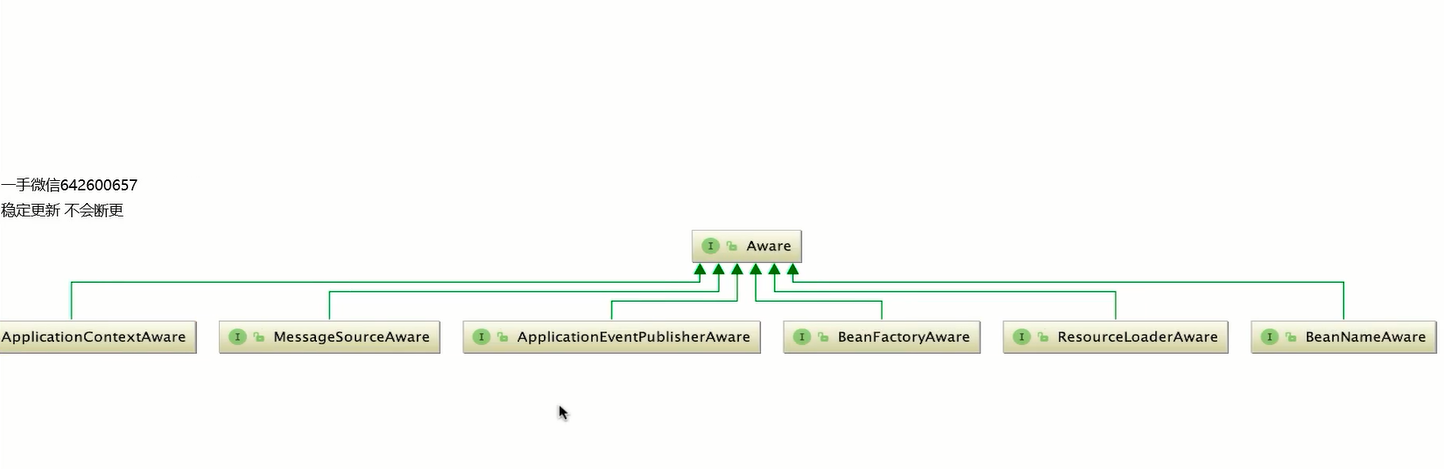 一手微信642600657
稳定更新 不会断更
Aware
ApplicationContextAware
MessageSourceAware
ApplicationEventPublisherAware
BeanFactoryAware
ResourceLoaderAware
BeanNameAware